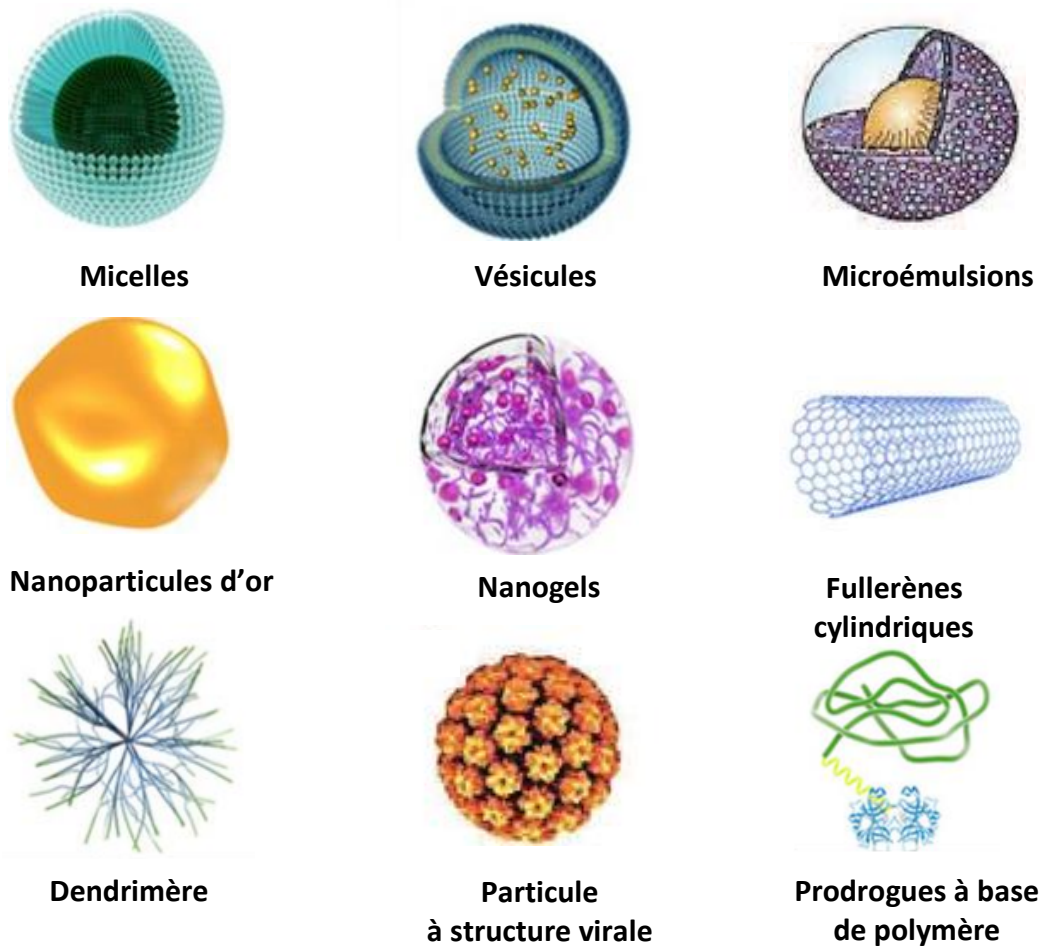 Micelles
Vésicules
Microémulsions
Nanoparticules d’or
Nanogels
Fullerènes
cylindriques
Dendrimère
Particule
à structure virale
Prodrogues à base
de polymère